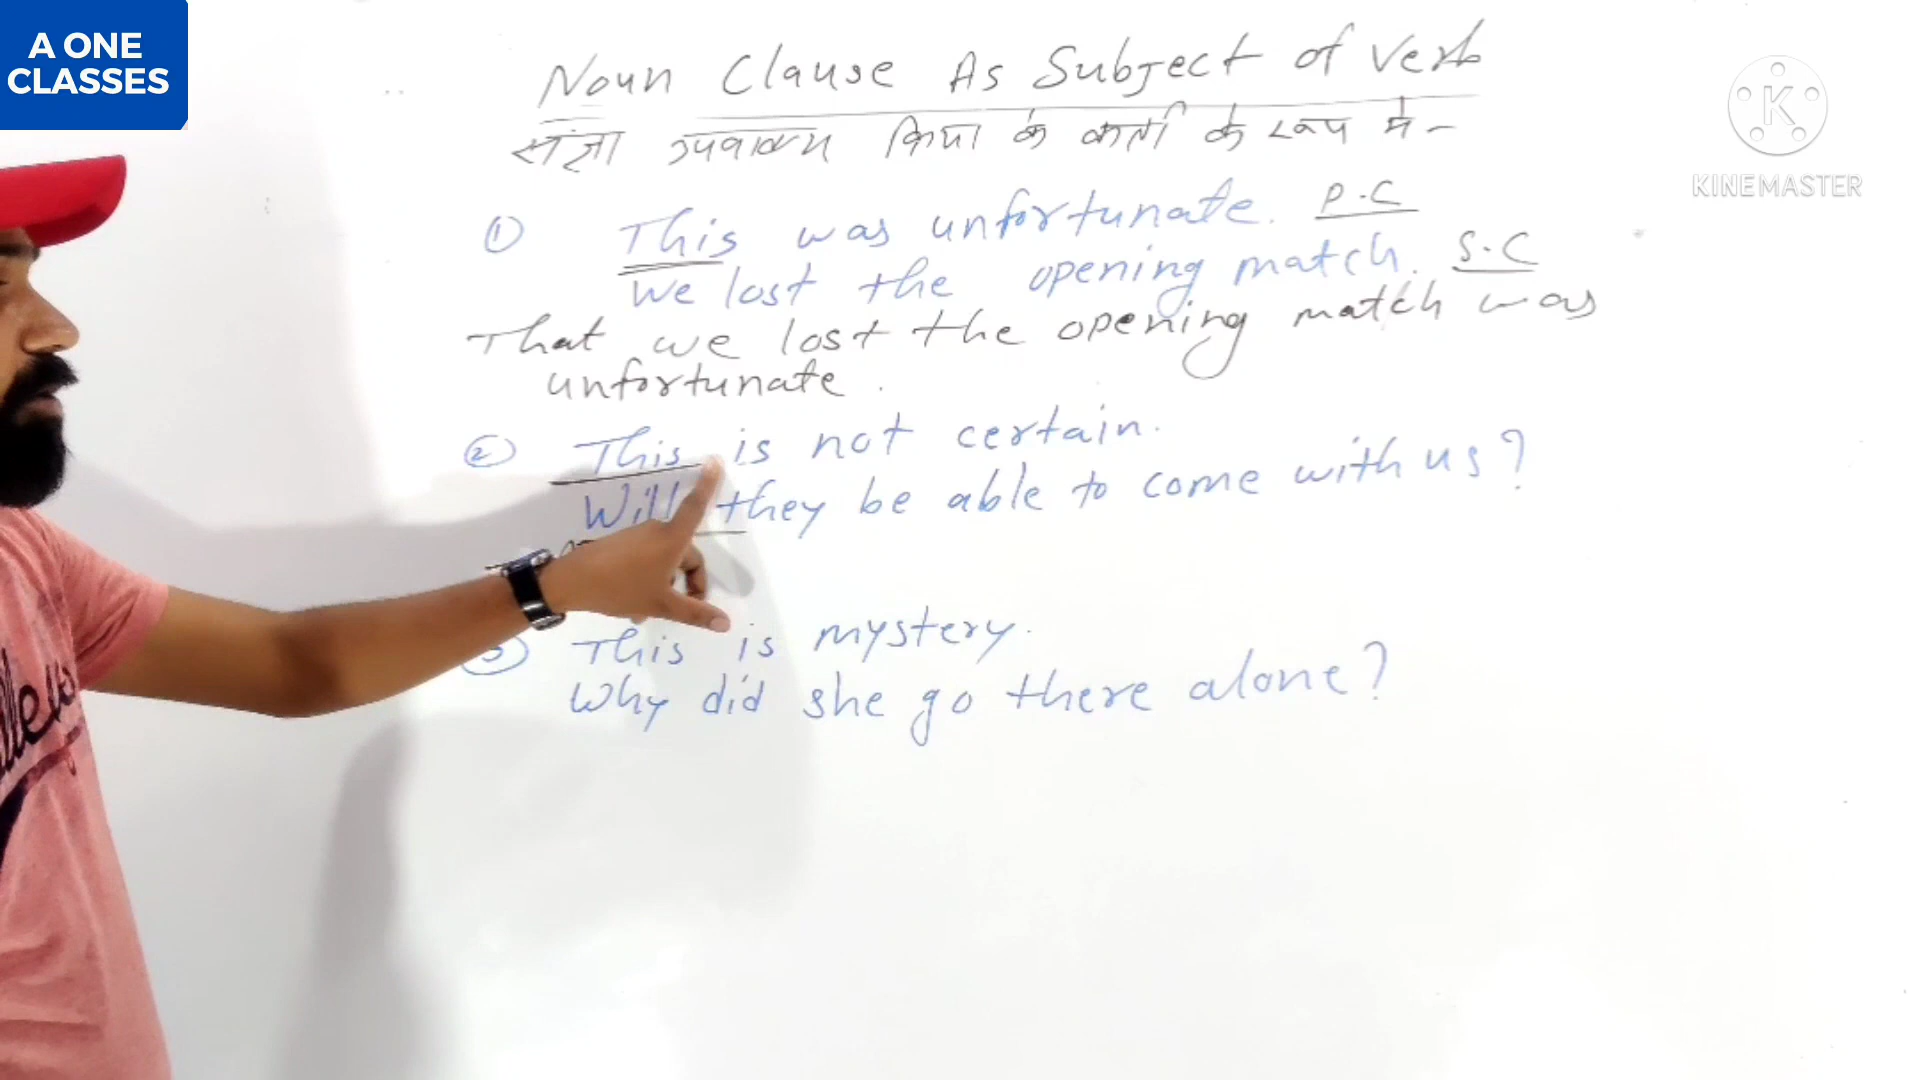 A ONE
CLASSES
KINEMASTER
Noun Clause As Subject of Verb
संज्ञा उपवाक्य क्रिया के कर्ता के रूप में -
① This was unfortunate. P.C
We lost the opening match. S.C
That we lost the opening match was
unfortunate.
② This is not certain.
Will they be able to come with us?
③ This is mystery.
Why did she go there alone?